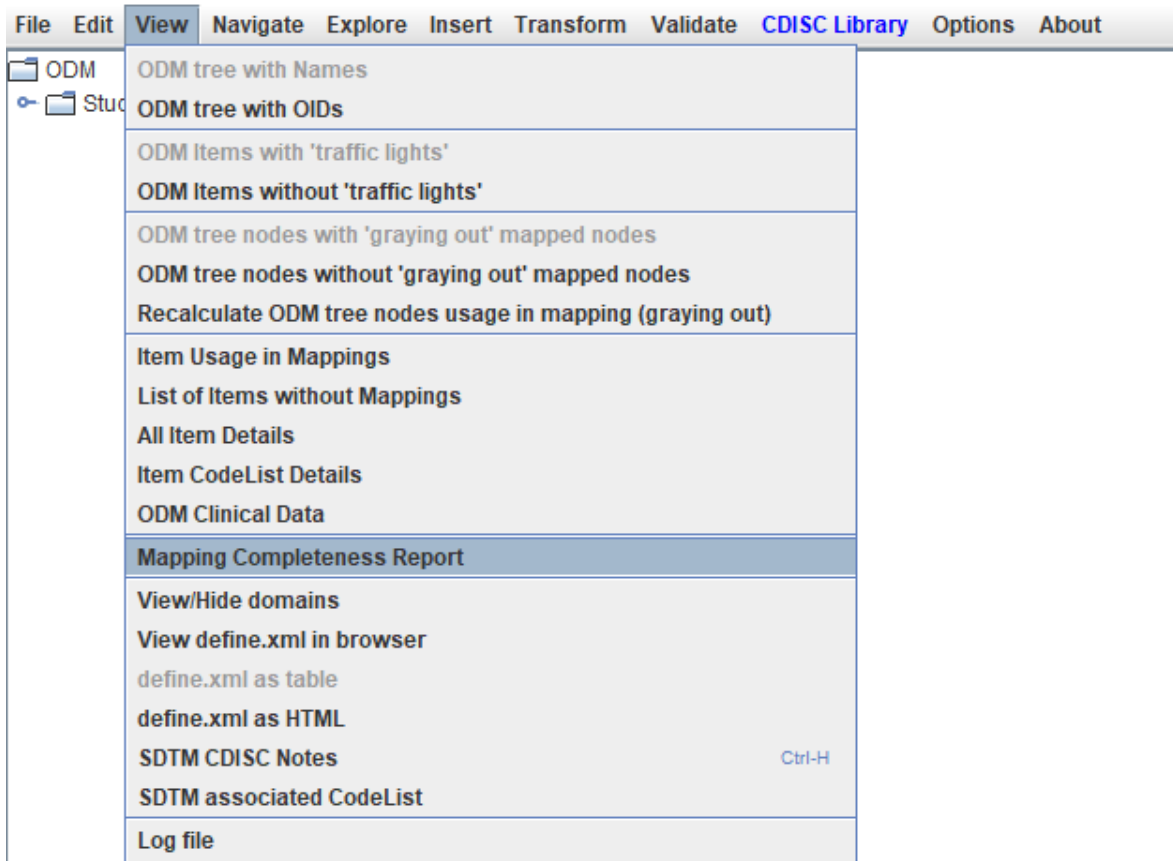 File Edit View Navigate Explore Insert Transform Validate CDISC Library Options About
ODM
ODM tree with Names
ODM tree with OIDs
ODM Items with 'traffic lights'
ODM Items without 'traffic lights'
ODM tree nodes with 'graying out' mapped nodes
ODM tree nodes without 'graying out' mapped nodes
Recalculate ODM tree nodes usage in mapping (graying out)
Item Usage in Mappings
List of Items without Mappings
All Item Details
Item CodeList Details
ODM Clinical Data
Mapping Completeness Report
View/Hide domains
View define.xml in browser
define.xml as table
define.xml as HTML
SDTM CDISC Notes Ctrl-H
SDTM associated CodeList
Log file